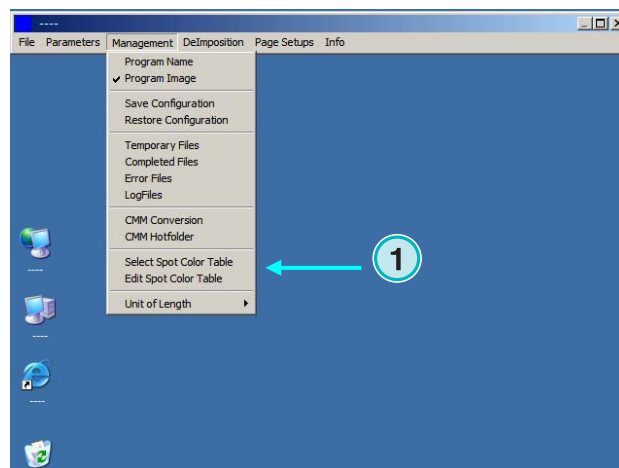 ----
File Parameters Management DeImposition Page Setups Info
Program Name
Program Image
Save Configuration
Restore Configuration
Temporary Files
Completed Files
Error Files
LogFiles
CMM Conversion
CMM Hotfolder
Select Spot Color Table
Edit Spot Color Table
Unit of Length
1
----
----
----